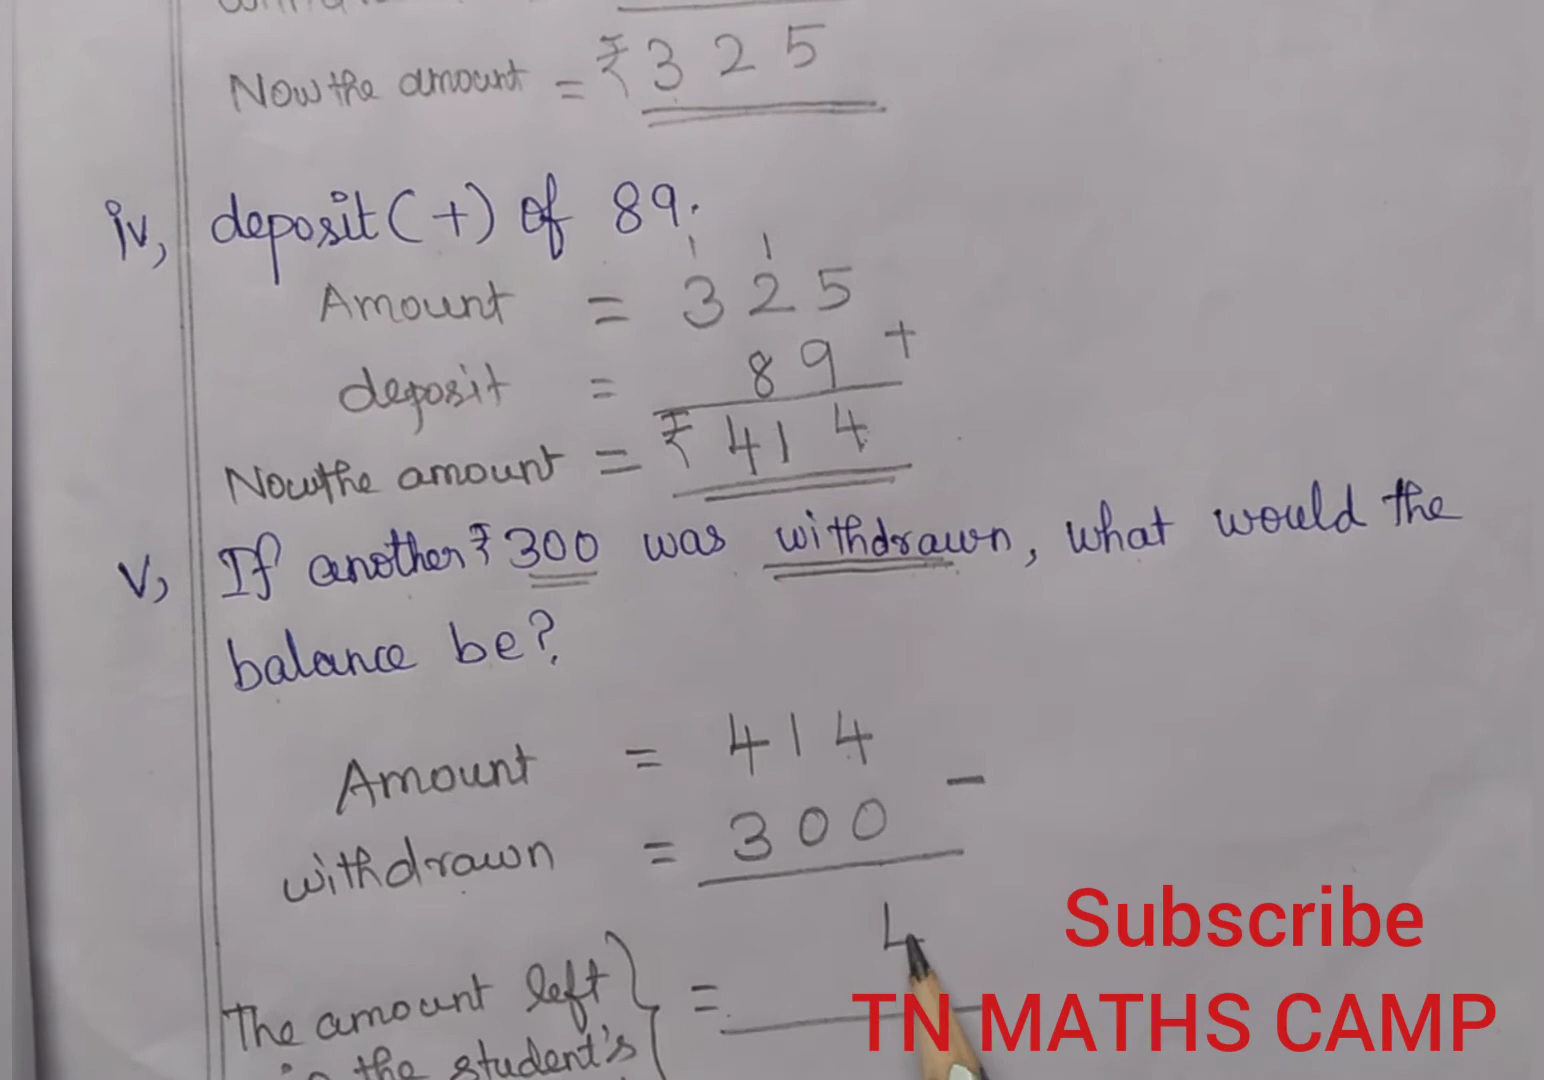 Now the amount = ₹ 325
iv, deposit (+) of 89.
1 1
Amount = 325
deposit = 89 +
Now the amount = ₹ 414
v, If another ₹ 300 was withdrawn, what would the
balance be?
Amount = 414
withdrawn = 300 -
The amount left } = 4
the student's
Subscribe
TN MATHS CAMP